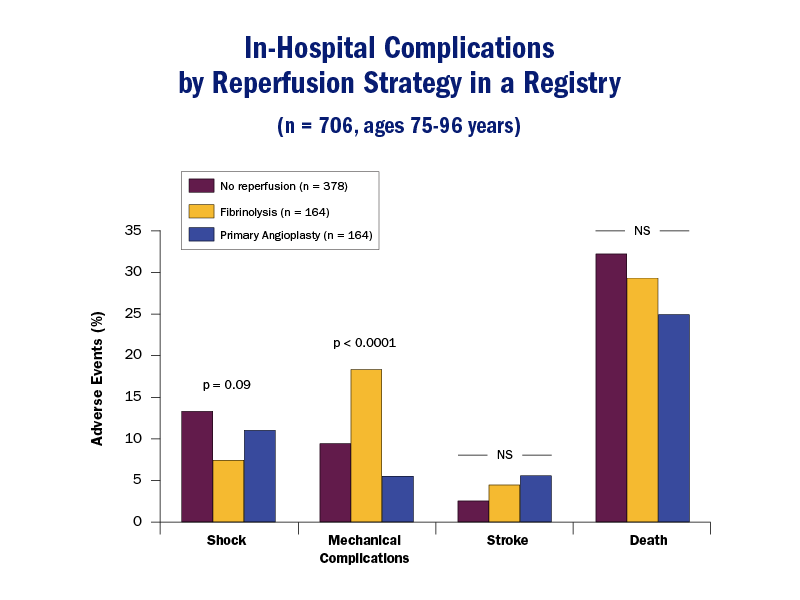 In-Hospital Complications
by Reperfusion Strategy in a Registry
(n = 706, ages 75-96 years)
No reperfusion (n = 378)
Fibrinolysis (n = 164)
Primary Angioplasty (n = 164)
Adverse Events (%)
35
30
25
20
15
10
5
0
p = 0.09
p < 0.0001
NS
NS
Shock
Mechanical
Complications
Stroke
Death